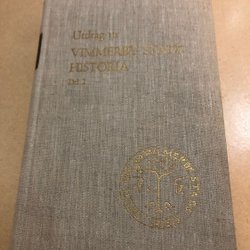 Utdrag ur
VIMMERBY STADS
HISTORIA
Del 2